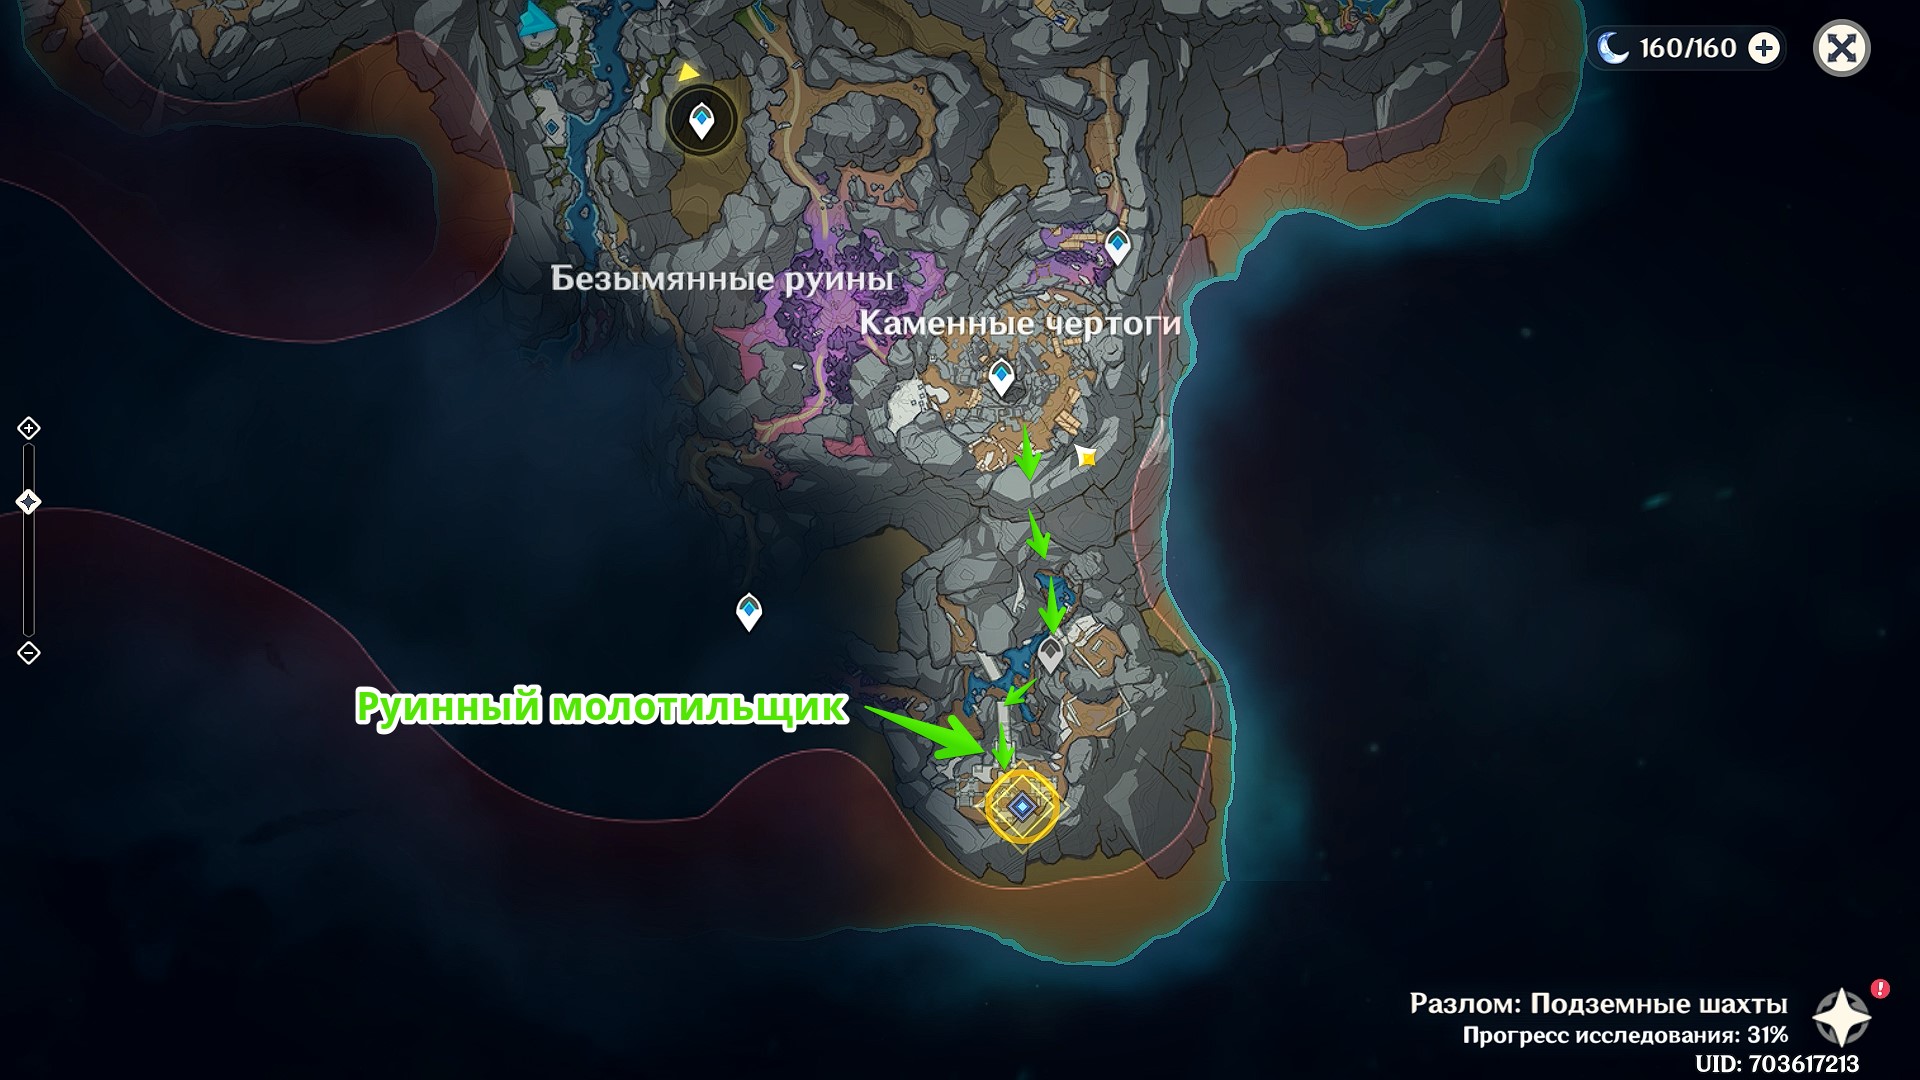 160/160
Безымянные руины
Каменные чертоги
Руинный молотильщик
Разлом: Подземные шахты
Прогресс исследования: 31%
UID: 703617213